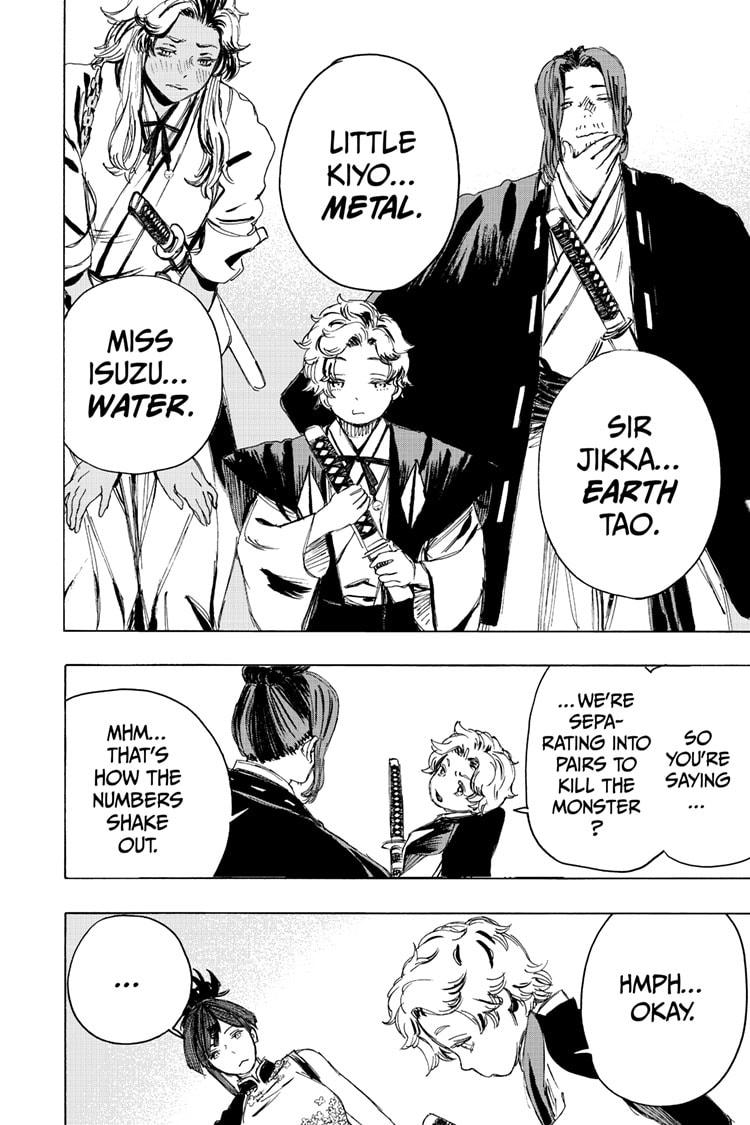 SIR
JIKKA...
EARTH
TAO.
LITTLE
KIYO...
METAL.
MISS
ISUZU...
WATER.
SO
YOU'RE
SAYING
...
...WE'RE
SEPA-
RATING INTO
PAIRS TO
KILL THE
MONSTER
?
MHM...
THAT'S
HOW THE
NUMBERS
SHAKE
OUT.
HMPH...
OKAY.
...